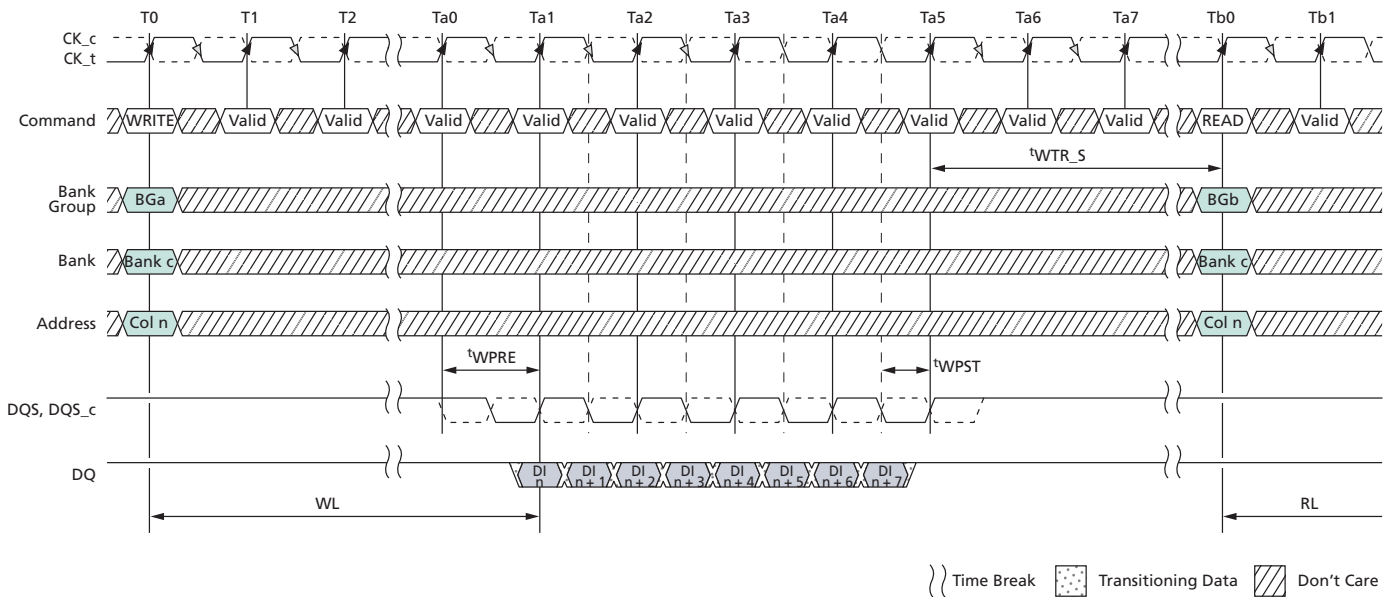 T0 T1 T2 Ta0 Ta1 Ta2 Ta3 Ta4 Ta5 Ta6 Ta7 Tb0 Tb1
CK_c
CK_t
Command WRITE Valid Valid Valid Valid Valid Valid Valid Valid Valid Valid READ Valid
tWTR_S
Bank
Group BGa BGb
Bank Bank c Bank c
Address Col n Col n
tWPRE tWPST
DQS, DQS_c
DQ DI n DI n + 1 DI n + 2 DI n + 3 DI n + 4 DI n + 5 DI n + 6 DI n + 7
WL RL
Time Break Transitioning Data Don't Care